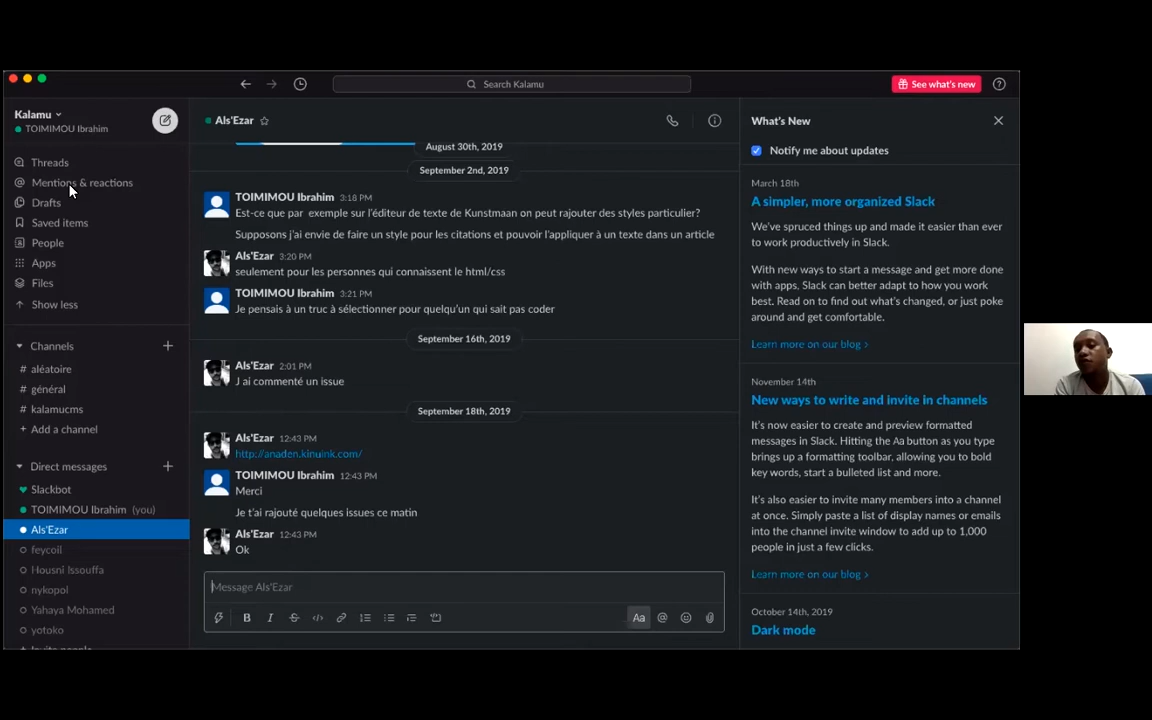 Search Kalamu
See what's new
Kalamu
TOIMIMOU Ibrahim
Threads
Mentions & reactions
Drafts
Saved items
People
Apps
Files
Show less
Channels
# aléatoire
# général
# kalamucms
+ Add a channel
Direct messages
Slackbot
TOIMIMOU Ibrahim (you)
Als'Ezar
feycoil
Housni Issouffa
nykopol
Yahaya Mohamed
yotoko
Invite people
Als'Ezar
August 30th, 2019
September 2nd, 2019
TOIMIMOU Ibrahim 3:18 PM
Est-ce que par exemple sur l'éditeur de texte de Kunstmaan on peut rajouter des styles particulier?
Supposons j'ai envie de faire un style pour les citations et pouvoir l'appliquer à un texte dans un article
Als'Ezar 3:20 PM
seulement pour les personnes qui connaissent le html/css
TOIMIMOU Ibrahim 3:21 PM
Je pensais à un truc à sélectionner pour quelqu'un qui sait pas coder
September 16th, 2019
Als'Ezar 2:01 PM
J ai commenté un issue
September 18th, 2019
Als'Ezar 12:43 PM
http://anaden.kinuink.com/
TOIMIMOU Ibrahim 12:43 PM
Merci
Je t'ai rajouté quelques issues ce matin
Als'Ezar 12:43 PM
Ok
Message Als'Ezar
B I S Aa @
What's New
Notify me about updates
March 18th
A simpler, more organized Slack
We've spruced things up and made it easier than ever
to work productively in Slack.
With new ways to start a message and get more done
with apps, Slack can better adapt to how you work
best. Read on to find out what's changed, or just poke
around and get comfortable.
Learn more on our blog >
November 14th
New ways to write and invite in channels
It's now easier to create and preview formatted
messages in Slack. Hitting the Aa button as you type
brings up a formatting toolbar, allowing you to bold
key words, start a bulleted list and more.
It's also easier to invite many members into a channel
at once. Simply paste a list of display names or emails
into the channel invite window to add up to 1,000
people in just a few clicks.
Learn more on our blog >
October 14th, 2019
Dark mode